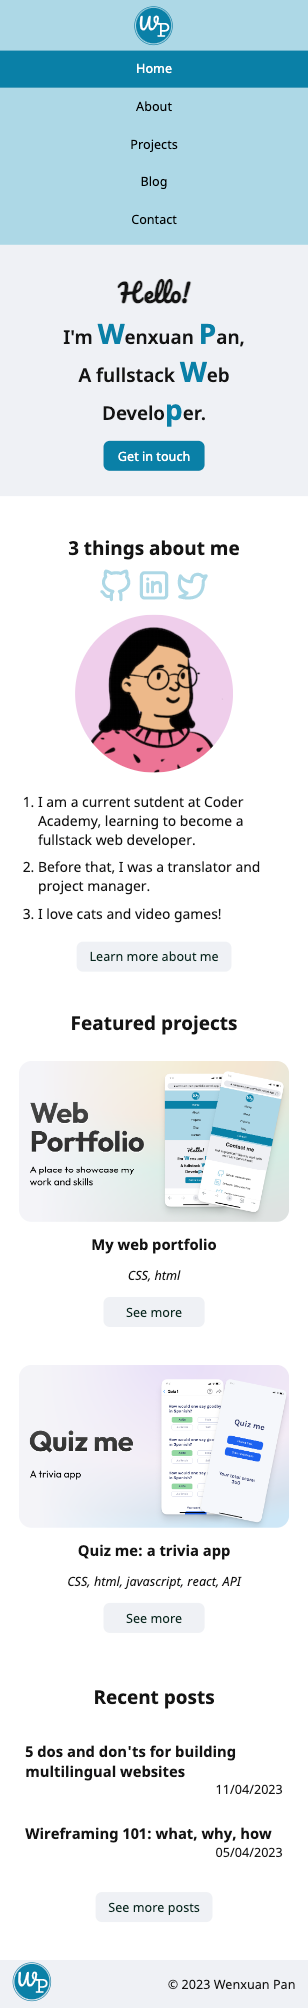 WP
Home
About
Projects
Blog
Contact
Hello!
I'm Wenxuan Pan,
A fullstack Web
Developer.
Get in touch
3 things about me
in
1. I am a current sutdent at Coder
Academy, learning to become a
fullstack web developer.
2. Before that, I was a translator and
project manager.
3. I love cats and video games!
Learn more about me
Featured projects
Web
Portfolio
A place to showcase my
work and skills
My web portfolio
CSS, html
See more
Quiz me
A trivia app
Quiz me
Quiz me: a trivia app
CSS, html, javascript, react, API
See more
Recent posts
5 dos and don'ts for building
multilingual websites
11/04/2023
Wireframing 101: what, why, how
05/04/2023
See more posts
WP
© 2023 Wenxuan Pan